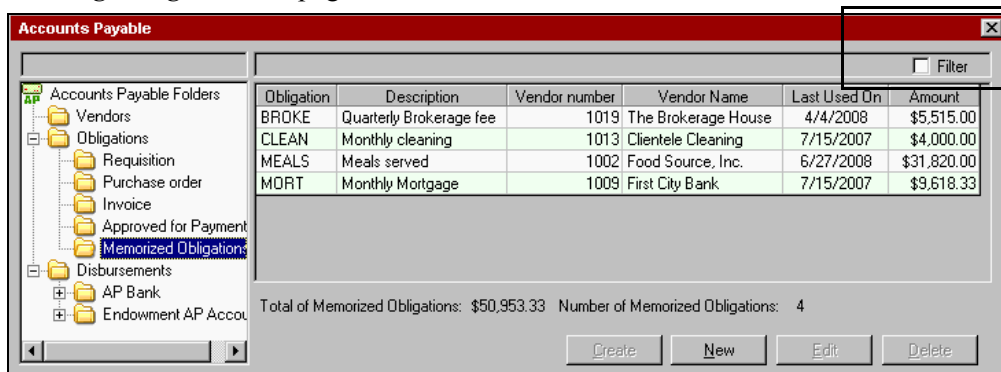 Accounts Payable
Filter
Accounts Payable Folders
Vendors
Obligations
Requisition
Purchase order
Invoice
Approved for Payment
Memorized Obligations
Disbursements
AP Bank
Endowment AP Accou
Obligation Description Vendor number Vendor Name Last Used On Amount
BROKE Quarterly Brokerage fee 1019 The Brokerage House 4/4/2008 $5,515.00
CLEAN Monthly cleaning 1013 Clientele Cleaning 7/15/2007 $4,000.00
MEALS Meals served 1002 Food Source, Inc. 6/27/2008 $31,820.00
MORT Monthly Mortgage 1009 First City Bank 7/15/2007 $9,618.33
Total of Memorized Obligations: $50,953.33 Number of Memorized Obligations: 4
Create New Edit Delete